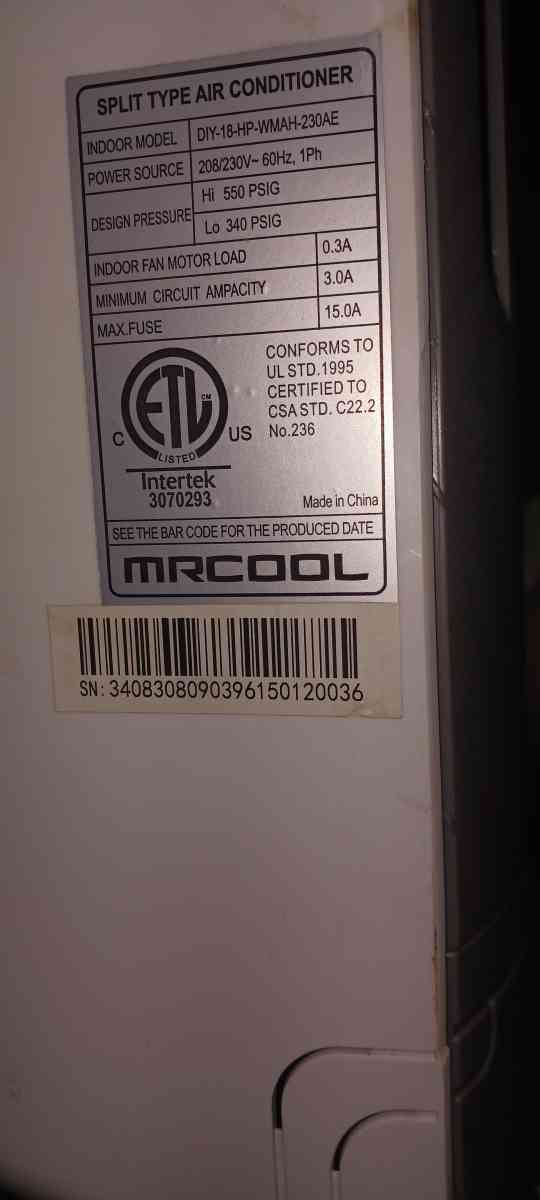 SPLIT TYPE AIR CONDITIONER
INDOOR MODEL DIY-18-HP-WMAH-230AE
POWER SOURCE 208/230V~ 60Hz, 1Ph
DESIGN PRESSURE Hi 550 PSIG
Lo 340 PSIG
INDOOR FAN MOTOR LOAD 0.3A
MINIMUM CIRCUIT AMPACITY 3.0A
MAX.FUSE 15.0A
CONFORMS TO
UL STD.1995
CERTIFIED TO
CSA STD. C22.2
No.236
ETL CM
LISTED
C US
Intertek
3070293
Made in China
SEE THE BAR CODE FOR THE PRODUCED DATE
MRCOOL
SN: 3408308090396150120036